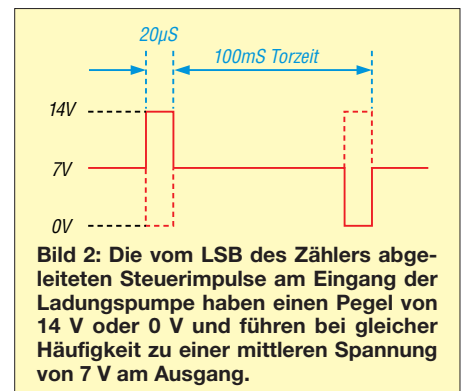 20µS
100mS Torzeit
14V
7V
0V
Bild 2: Die vom LSB des Zählers abge-
leiteten Steuerimpulse am Eingang der
Ladungspumpe haben einen Pegel von
14 V oder 0 V und führen bei gleicher
Häufigkeit zu einer mittleren Spannung
von 7 V am Ausgang.